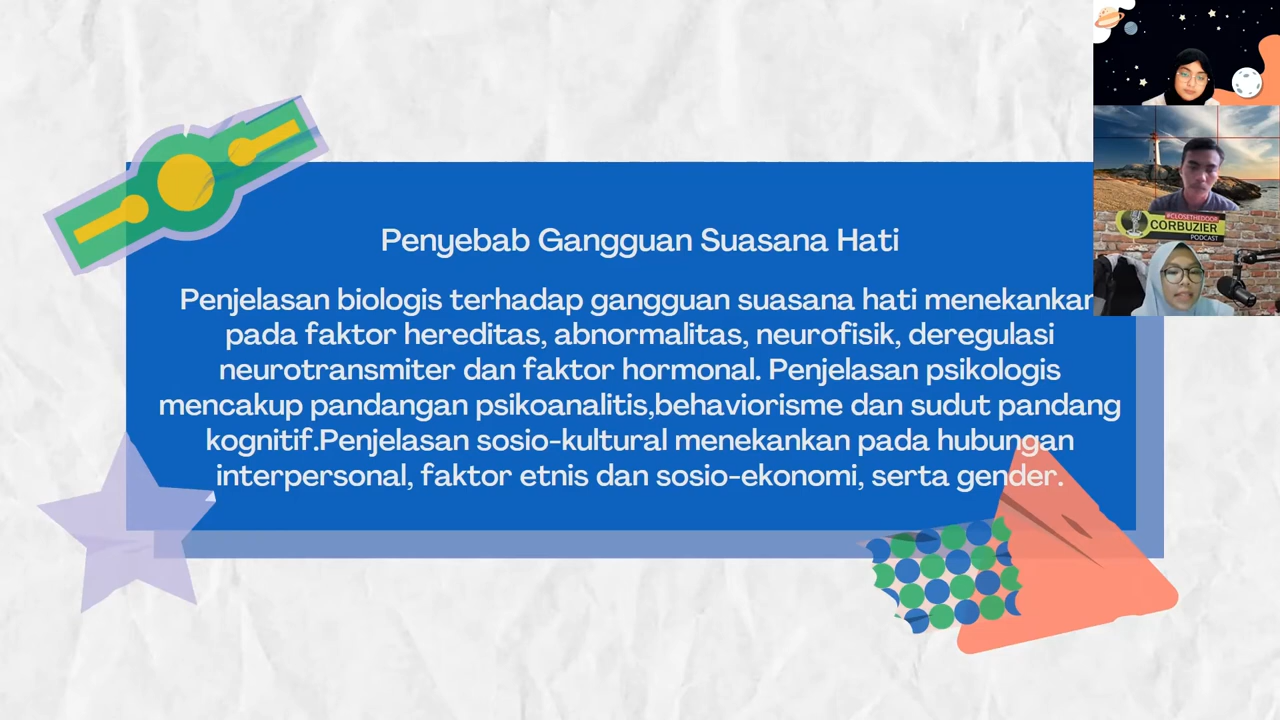 Penyebab Gangguan Suasana Hati
Penjelasan biologis terhadap gangguan suasana hati menekankan
pada faktor hereditas, abnormalitas, neurofisik, deregulasi
neurotransmiter dan faktor hormonal. Penjelasan psikologis
mencakup pandangan psikoanalitis,behaviorisme dan sudut pandang
kognitif.Penjelasan sosio-kultural menekankan pada hubungan
interpersonal, faktor etnis dan sosio-ekonomi, serta gender.
#CLOSETHEDOOR
CORBUZIER
PODCAST